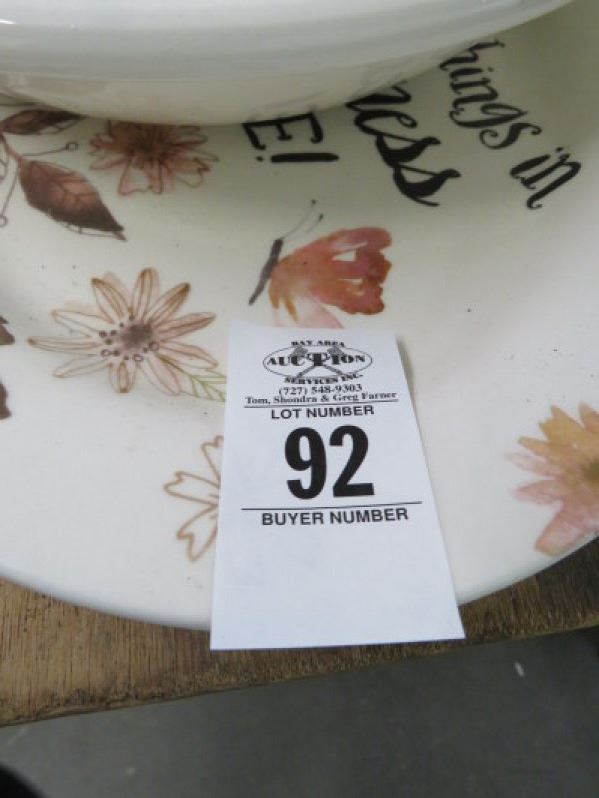 things in
ness
E!
BAY AREA
AUCTION
SERVICES INC.
(727) 548-9303
Tom, Shondra & Greg Farner
LOT NUMBER
92
BUYER NUMBER